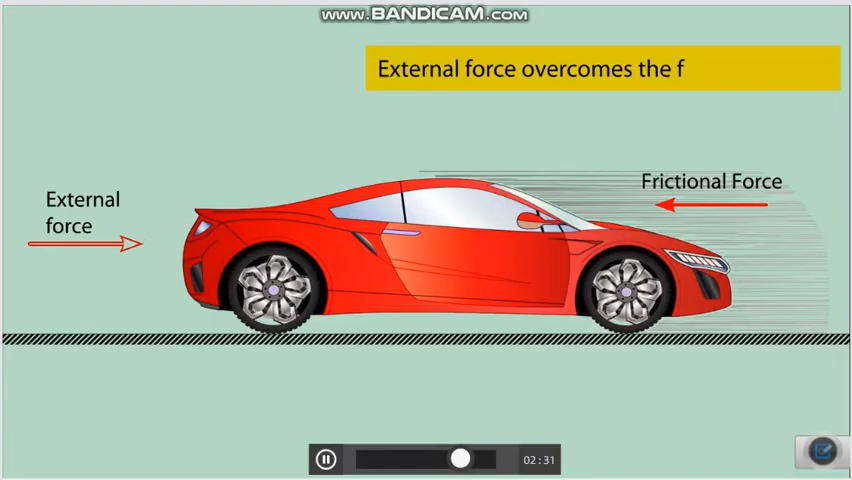 www.BANDICAM.com
External force overcomes the f
Frictional Force
External
force
02:31